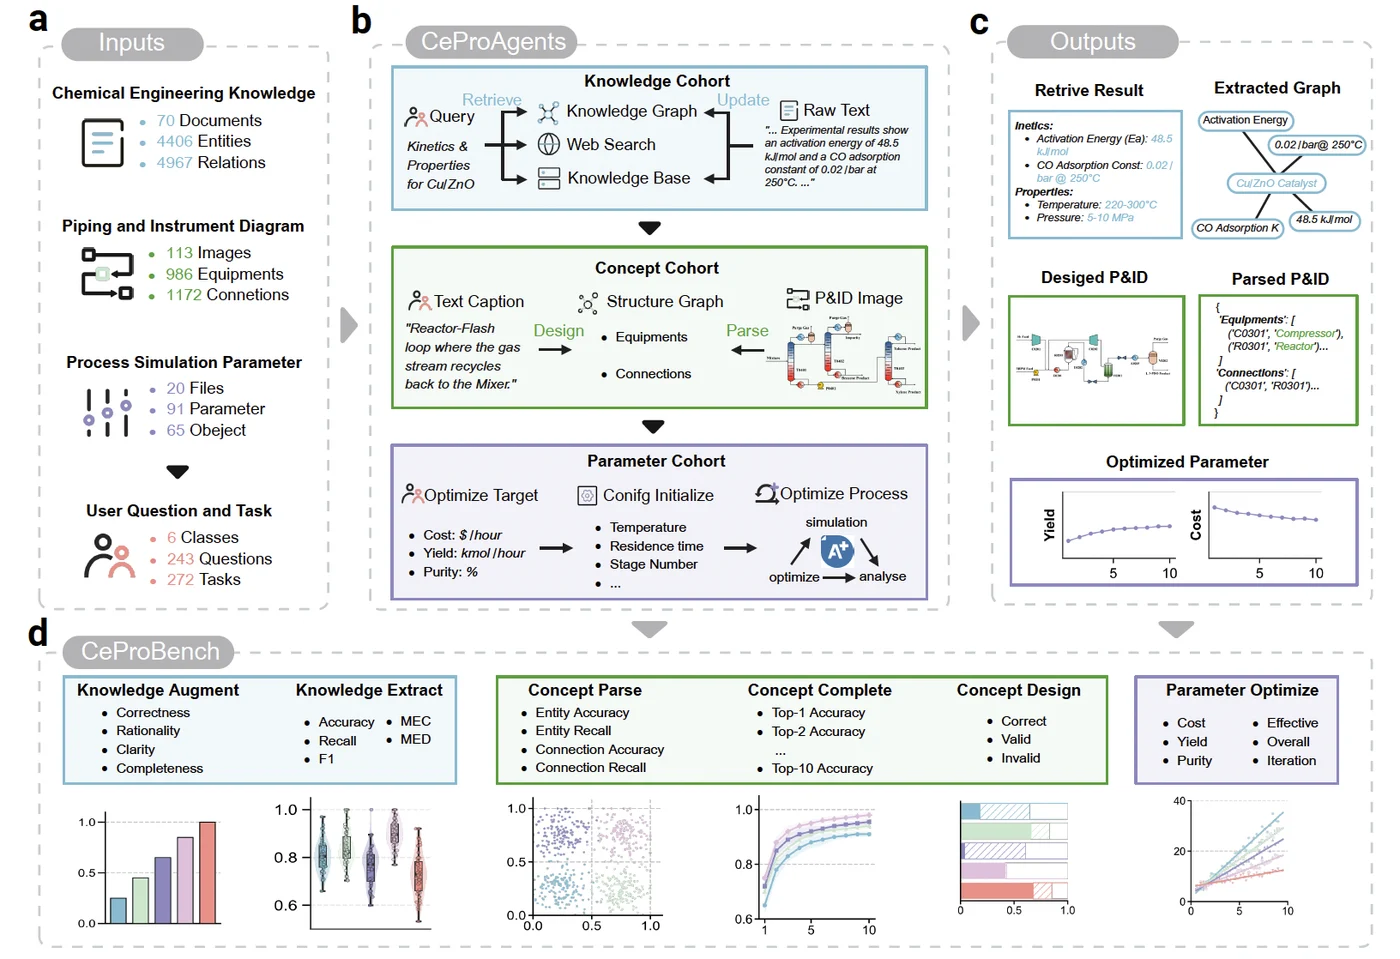 a
Inputs
Chemical Engineering Knowledge
70 Documents
4406 Entities
4967 Relations
Piping and Instrument Diagram
113 Images
986 Equipments
1172 Connetions
Process Simulation Parameter
20 Files
91 Parameter
65 Obeject
User Question and Task
6 Classes
243 Questions
272 Tasks
b
CeProAgents
Knowledge Cohort
Query
Retrieve
Knowledge Graph
Update
Raw Text
Kinetics &
Properties
for Cu/ZnO
Web Search
Knowledge Base
"... Experimental results show
an activation energy of 48.5
kJ/mol and a CO adsorption
constant of 0.02/bar at
250°C. ..."
Concept Cohort
Text Caption
Structure Graph
P&ID Image
"Reactor-Flash
loop where the gas
stream recycles
back to the Mixer."
Design
Equipments
Connections
Parse
Parameter Cohort
Optimize Target
Conifg Initialize
Optimize Process
Cost: $/hour
Yield: kmol/hour
Purity: %
Temperature
Residence time
Stage Number
...
simulation
A+
optimize
analyse
c
Outputs
Retrive Result
Extracted Graph
Inetics:
Activation Energy (Ea): 48.5
kJ/mol
CO Adsorption Const: 0.02/
bar @ 250°C
Properties:
Temperature: 220-300°C
Pressure: 5-10 MPa
Activation Energy
0.02/bar@ 250°C
Cu/ZnO Catalyst
CO Adsorption K
48.5 kJ/mol
Desiged P&ID
Parsed P&ID
{
'Equipments': [
('C0301', 'Compressor'),
('R0301', 'Reactor')...
]
'Connections': [
('C0301', 'R0301')...
]
}
Optimized Parameter
Yield
5
10
Cost
5
10
d
CeProBench
Knowledge Augment
Correctness
Rationality
Clarity
Completeness
Knowledge Extract
Accuracy
Recall
F1
MEC
MED
Concept Parse
Entity Accuracy
Entity Recall
Connection Accuracy
Connection Recall
Concept Complete
Top-1 Accuracy
Top-2 Accuracy
...
Top-10 Accuracy
Concept Design
Correct
Valid
Invalid
Parameter Optimize
Cost
Yield
Purity
Effective
Overall
Iteration
1.0
0.5
0.0
1.0
0.8
0.6
1.0
0.5
0.0
0.0
0.5
1.0
1.0
0.8
0.6
1
5
10
0
0.5
1.0
40
20
0
0
5
10